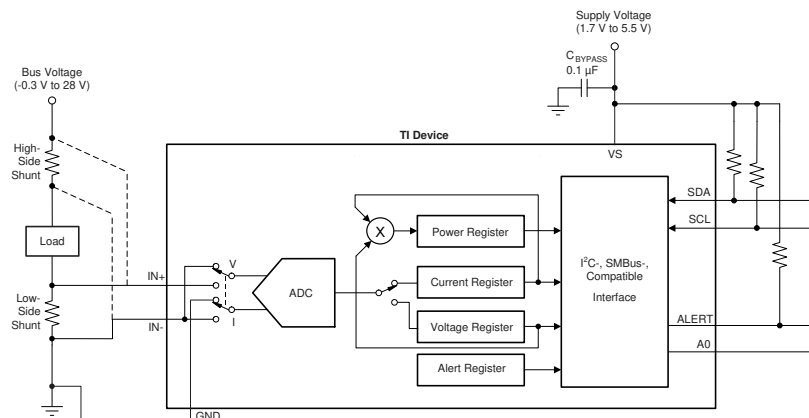 Supply Voltage
(1.7 V to 5.5 V)
CBYPASS
0.1 µF
Bus Voltage
(-0.3 V to 28 V)
High-
Side
Shunt
Load
Low-
Side
Shunt
TI Device
VS
IN+
IN-
V
I
ADC
X
Power Register
Current Register
Voltage Register
Alert Register
I²C-, SMBus-,
Compatible
Interface
SDA
SCL
ALERT
A0
GND